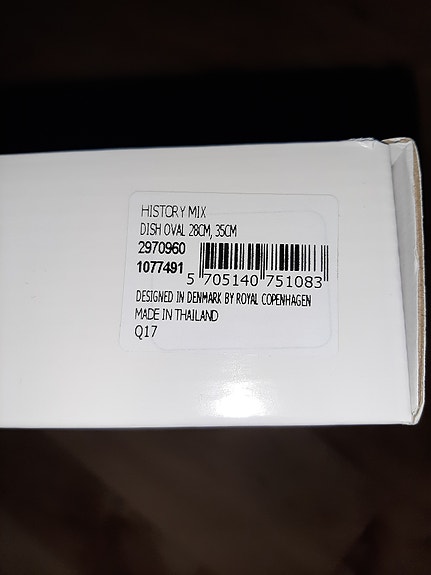 HISTORY MIX
DISH OVAL 28CM, 35CM
2970960
1077491
5 705140 751083
DESIGNED IN DENMARK BY ROYAL COPENHAGEN
MADE IN THAILAND
Q17